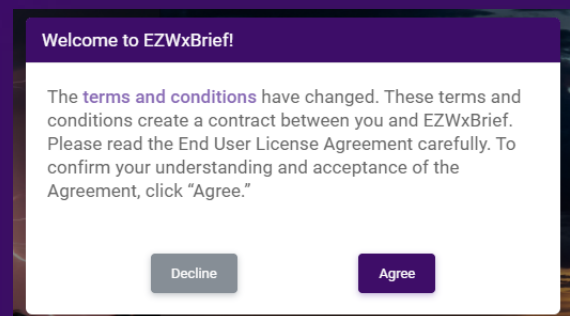 Welcome to EZWxBrief!
The terms and conditions have changed. These terms and
conditions create a contract between you and EZWxBrief.
Please read the End User License Agreement carefully. To
confirm your understanding and acceptance of the
Agreement, click “Agree.”
Decline
Agree